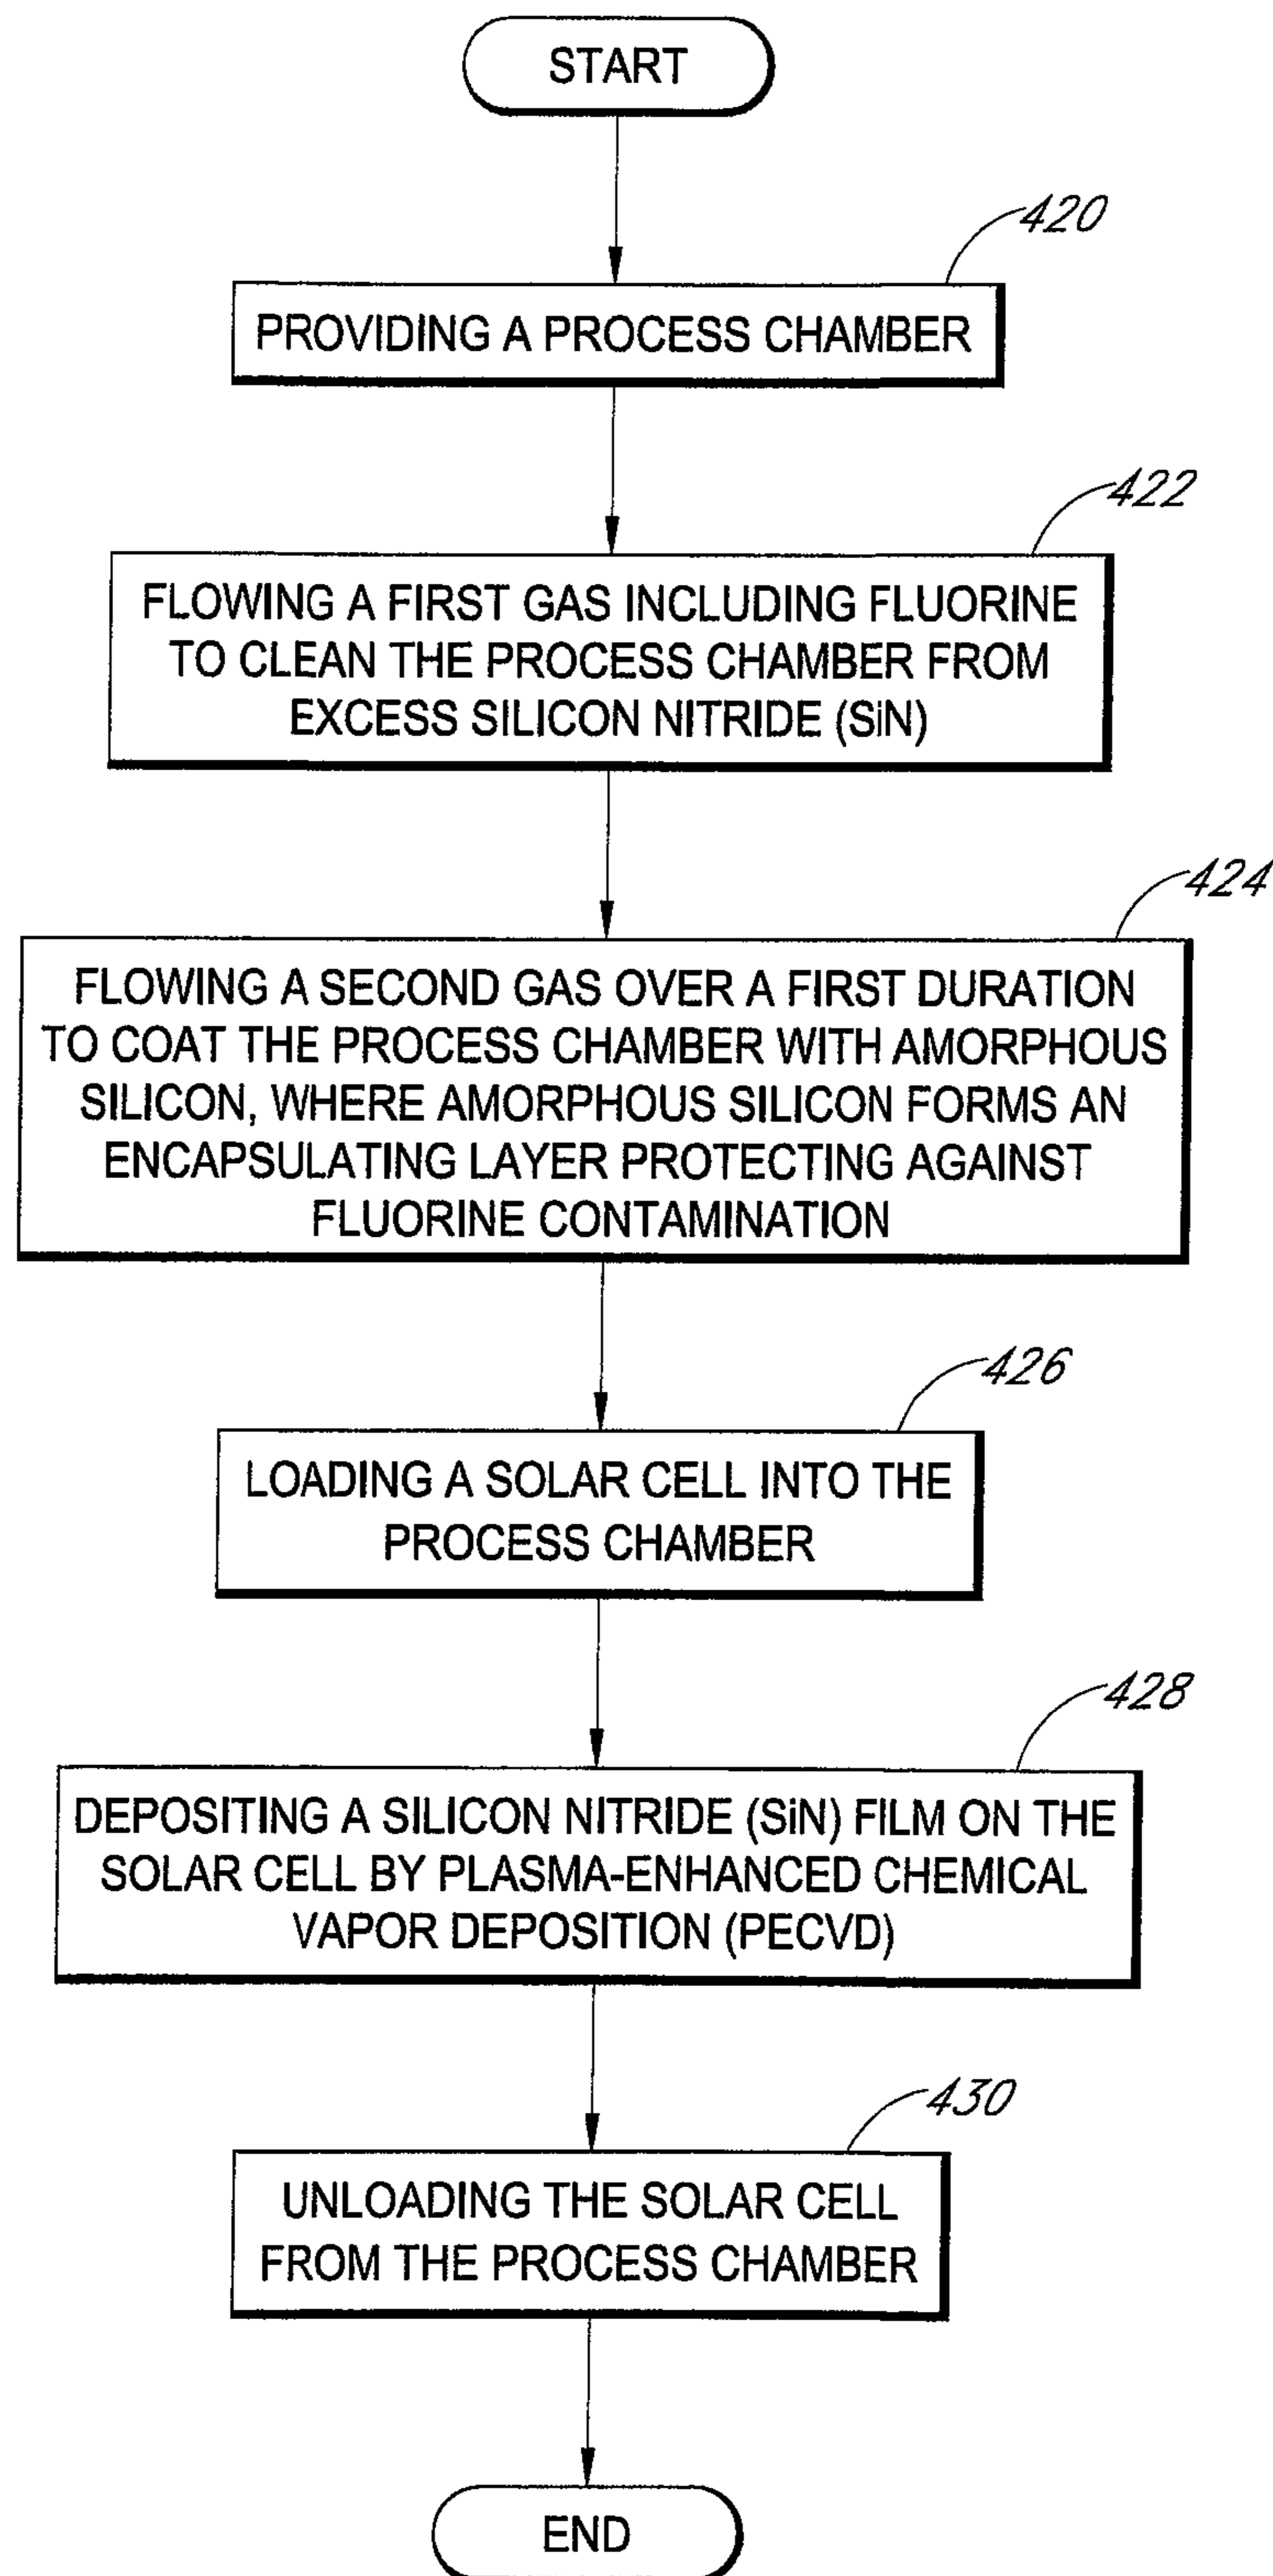 START
420
PROVIDING A PROCESS CHAMBER
422
FLOWING A FIRST GAS INCLUDING FLUORINE
TO CLEAN THE PROCESS CHAMBER FROM
EXCESS SILICON NITRIDE (SiN)
424
FLOWING A SECOND GAS OVER A FIRST DURATION
TO COAT THE PROCESS CHAMBER WITH AMORPHOUS
SILICON, WHERE AMORPHOUS SILICON FORMS AN
ENCAPSULATING LAYER PROTECTING AGAINST
FLUORINE CONTAMINATION
426
LOADING A SOLAR CELL INTO THE
PROCESS CHAMBER
428
DEPOSITING A SILICON NITRIDE (SiN) FILM ON THE
SOLAR CELL BY PLASMA-ENHANCED CHEMICAL
VAPOR DEPOSITION (PECVD)
430
UNLOADING THE SOLAR CELL
FROM THE PROCESS CHAMBER
END